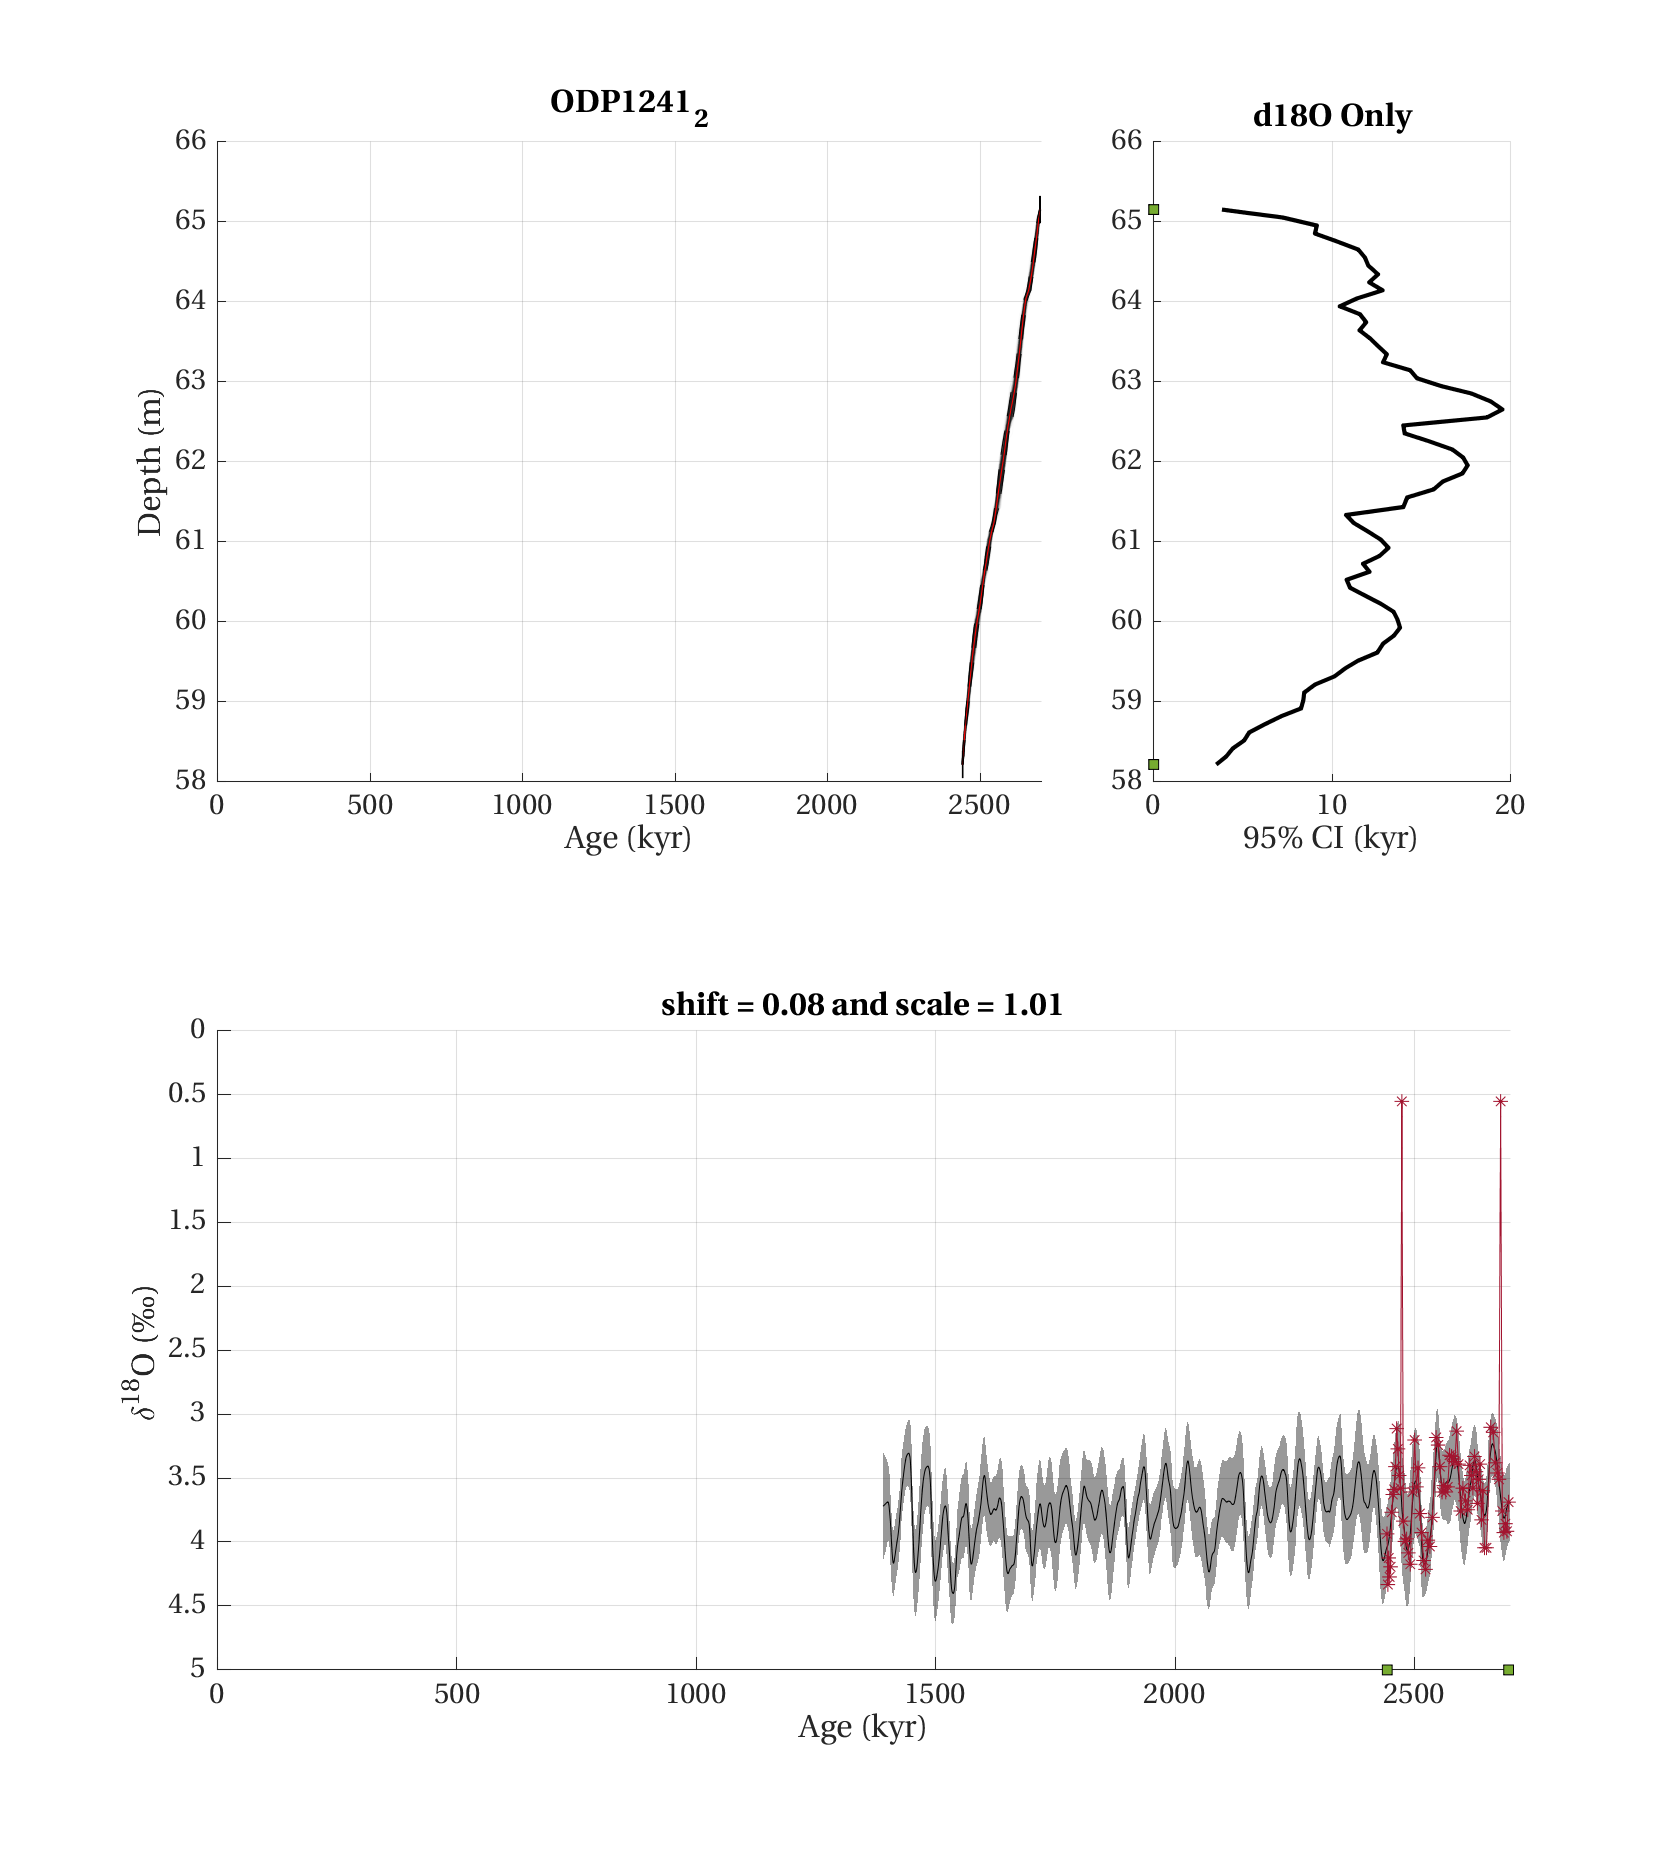 ODP1241₂
66
65
64
63
62
61
60
59
58
Depth (m)
0 500 1000 1500 2000 2500
Age (kyr)
d18O Only
66
65
64
63
62
61
60
59
58
0 10 20
95% CI (kyr)
shift = 0.08 and scale = 1.01
0
0.5
1
1.5
2
2.5
3
3.5
4
4.5
5
δ¹⁸O (‰)
0 500 1000 1500 2000 2500
Age (kyr)